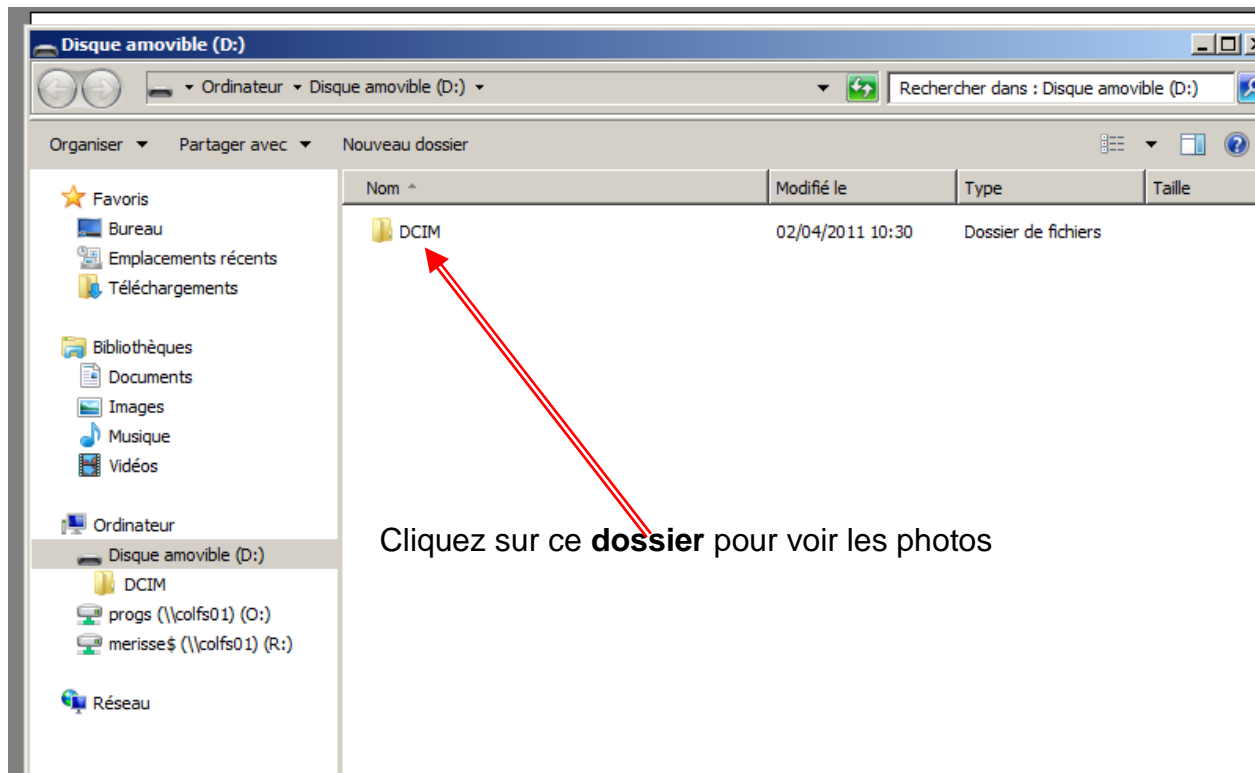 Disque amovible (D:)
Ordinateur Disque amovible (D:)
Rechercher dans : Disque amovible (D:)
Organiser Partager avec Nouveau dossier
Nom Modifié le Type Taille
DCIM 02/04/2011 10:30 Dossier de fichiers
Favoris
Bureau
Emplacements récents
Téléchargements
Bibliothèques
Documents
Images
Musique
Vidéos
Ordinateur
Disque amovible (D:)
DCIM
progs (\\colfs01) (O:)
merisse$ (\\colfs01) (R:)
Réseau
Cliquez sur ce dossier pour voir les photos